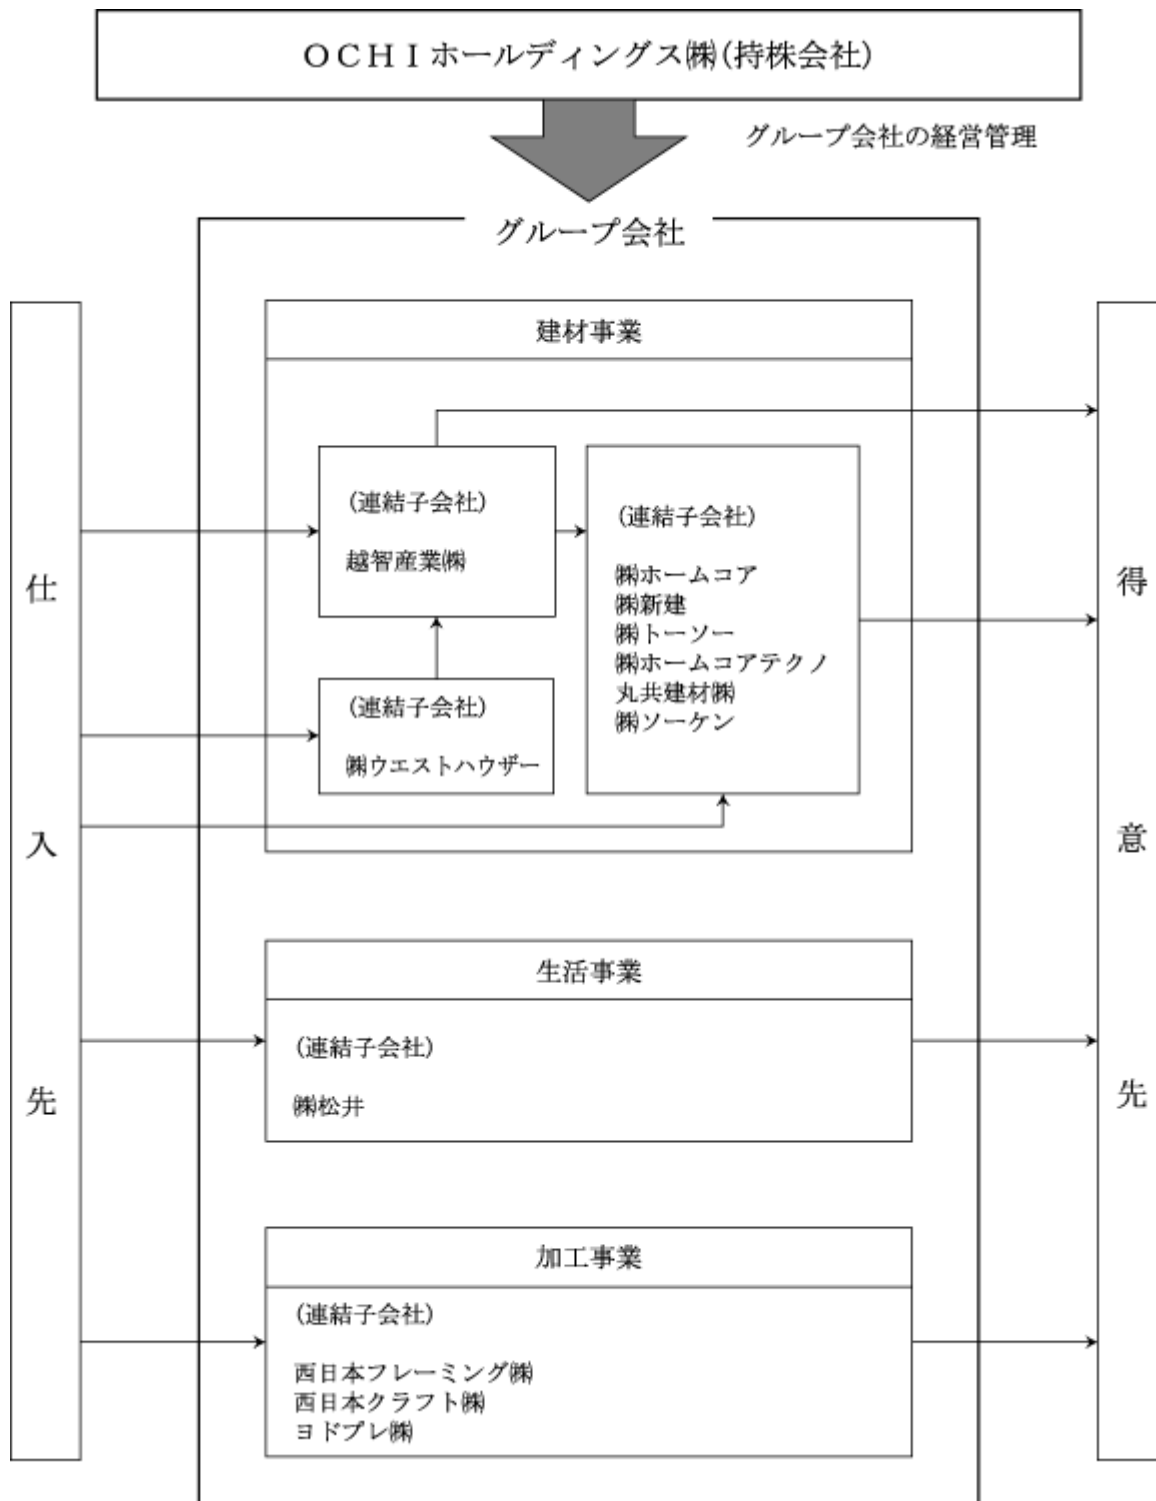 ＯＣＨＩホールディングス㈱(持株会社)
グループ会社の経営管理
グループ会社
仕入先
建材事業
(連結子会社)
越智産業㈱
(連結子会社)
㈱ウエストハウザー
(連結子会社)
㈱ホームコア
㈱新建
㈱トーソー
㈱ホームコアテクノ
丸共建材㈱
㈱ソーケン
生活事業
(連結子会社)
㈱松井
加工事業
(連結子会社)
西日本フレーミング㈱
西日本クラフト㈱
ヨドプレ㈱
得意先